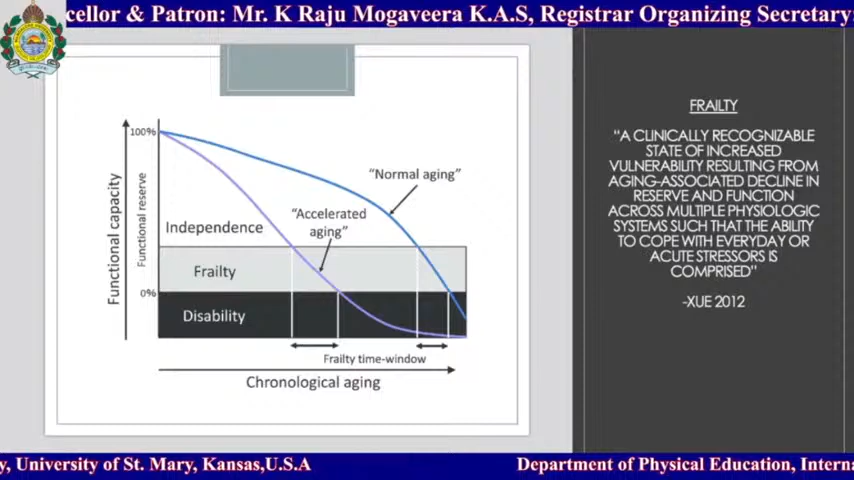 cellor & Patron: Mr. K Raju Mogaveera K.A.S, Registrar Organizing Secretary:
100%
Functional capacity
Functional reserve
"Normal aging"
"Accelerated
aging"
Independence
Frailty
0%
Disability
Frailty time-window
Chronological aging
FRAILTY
"A CLINICALLY RECOGNIZABLE
STATE OF INCREASED
VULNERABILITY RESULTING FROM
AGING-ASSOCIATED DECLINE IN
RESERVE AND FUNCTION
ACROSS MULTIPLE PHYSIOLOGIC
SYSTEMS SUCH THAT THE ABILITY
TO COPE WITH EVERYDAY OR
ACUTE STRESSORS IS
COMPRISED"
-XUE 2012
y, University of St. Mary, Kansas,U.S.A
Department of Physical Education, Interna